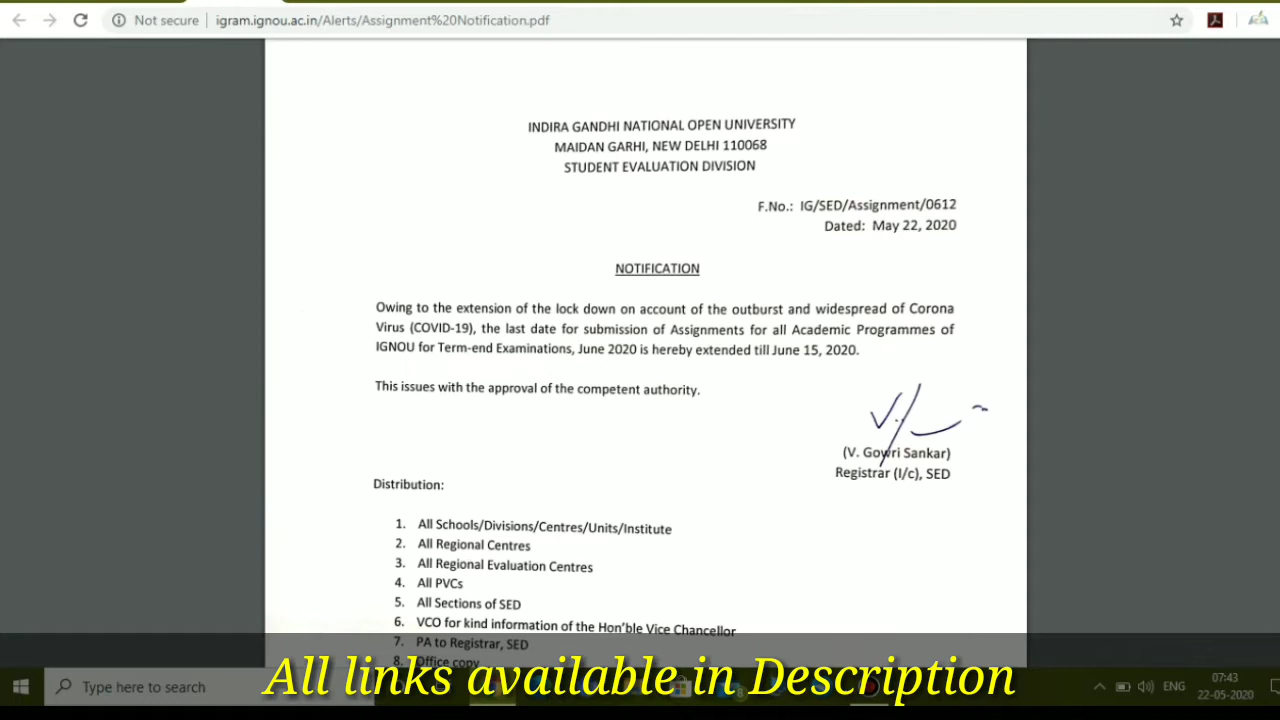 Not secure
igram.ignou.ac.in/Alerts/Assignment%20Notification.pdf
INDIRA GANDHI NATIONAL OPEN UNIVERSITY
MAIDAN GARHI, NEW DELHI 110068
STUDENT EVALUATION DIVISION
F.No.: IG/SED/Assignment/0612
Dated: May 22, 2020
NOTIFICATION
Owing to the extension of the lock down on account of the outburst and widespread of Corona
Virus (COVID-19), the last date for submission of Assignments for all Academic Programmes of
IGNOU for Term-end Examinations, June 2020 is hereby extended till June 15, 2020.
This issues with the approval of the competent authority.
(V. Gowri Sankar)
Registrar (I/c), SED
Distribution:
1. All Schools/Divisions/Centres/Units/Institute
2. All Regional Centres
3. All Regional Evaluation Centres
4. All PVCs
5. All Sections of SED
6. VCO for kind information of the Hon'ble Vice Chancellor
7. PA to Registrar, SED
8. Office copy
All links available in Description
Type here to search
ENG
07:43
22-05-2020